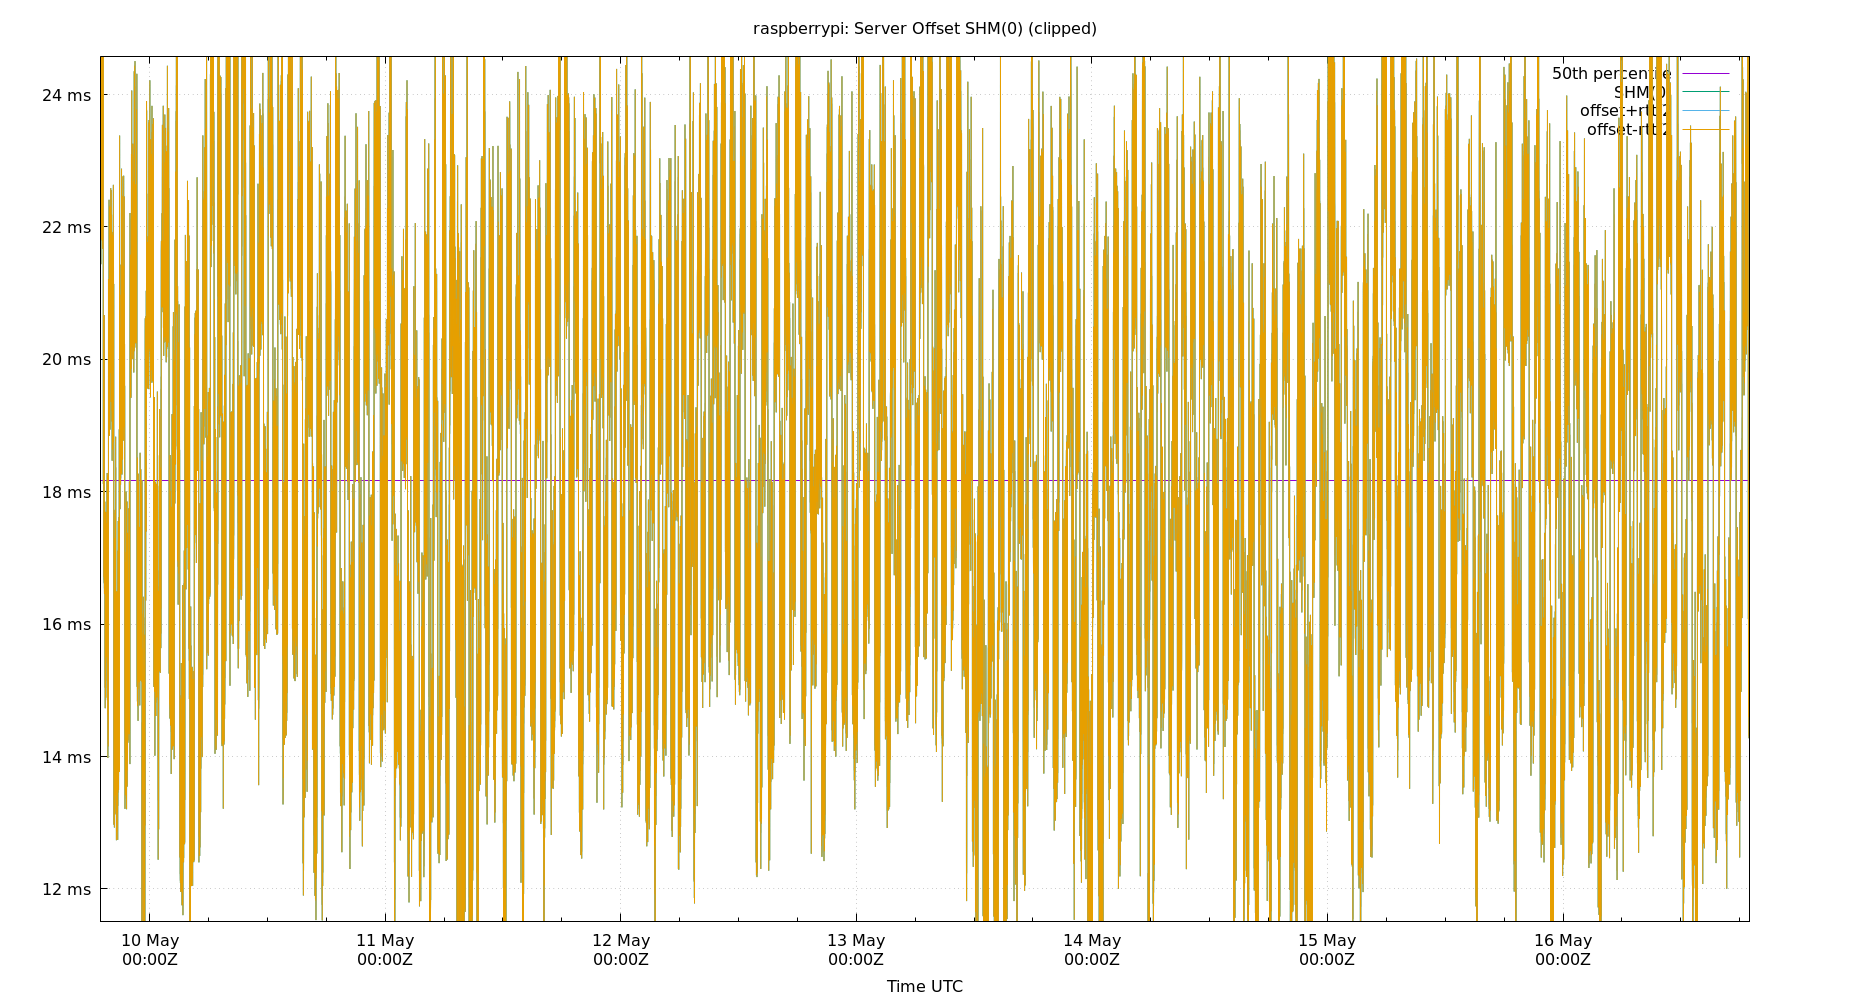 raspberrypi: Server Offset SHM(0) (clipped)
50th percentile
SHM(0)
offset+rtt/2
offset-rtt/2
24 ms
22 ms
20 ms
18 ms
16 ms
14 ms
12 ms
10 May 11 May 12 May 13 May 14 May 15 May 16 May
00:00Z 00:00Z 00:00Z 00:00Z 00:00Z 00:00Z 00:00Z
Time UTC